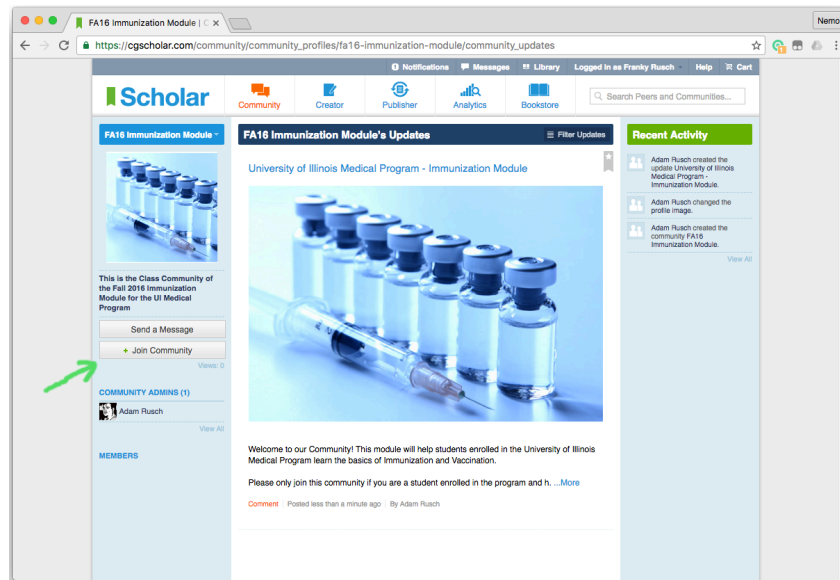 FA16 Immunization Module | C
Nemo
https://cgscholar.com/community/community_profiles/fa16-immunization-module/community_updates
Notifications Messages Library Logged in as Franky Rusch Help Cart
Scholar
Community Creator Publisher Analytics Bookstore
Search Peers and Communities...
FA16 Immunization Module
FA16 Immunization Module's Updates
Filter Updates
Recent Activity
University of Illinois Medical Program - Immunization Module
This is the Class Community of
the Fall 2016 Immunization
Module for the UI Medical
Program
Send a Message
+ Join Community
Views: 0
COMMUNITY ADMINS (1)
Adam Rusch
View All
MEMBERS
Welcome to our Community! This module will help students enrolled in the University of Illinois
Medical Program learn the basics of Immunization and Vaccination.
Please only join this community if you are a student enrolled in the program and h. ...More
Comment Posted less than a minute ago By Adam Rusch
Adam Rusch created the
update University of Illinois
Medical Program -
Immunization Module.
Adam Rusch changed the
profile image.
Adam Rusch created the
community FA16
Immunization Module.
View All